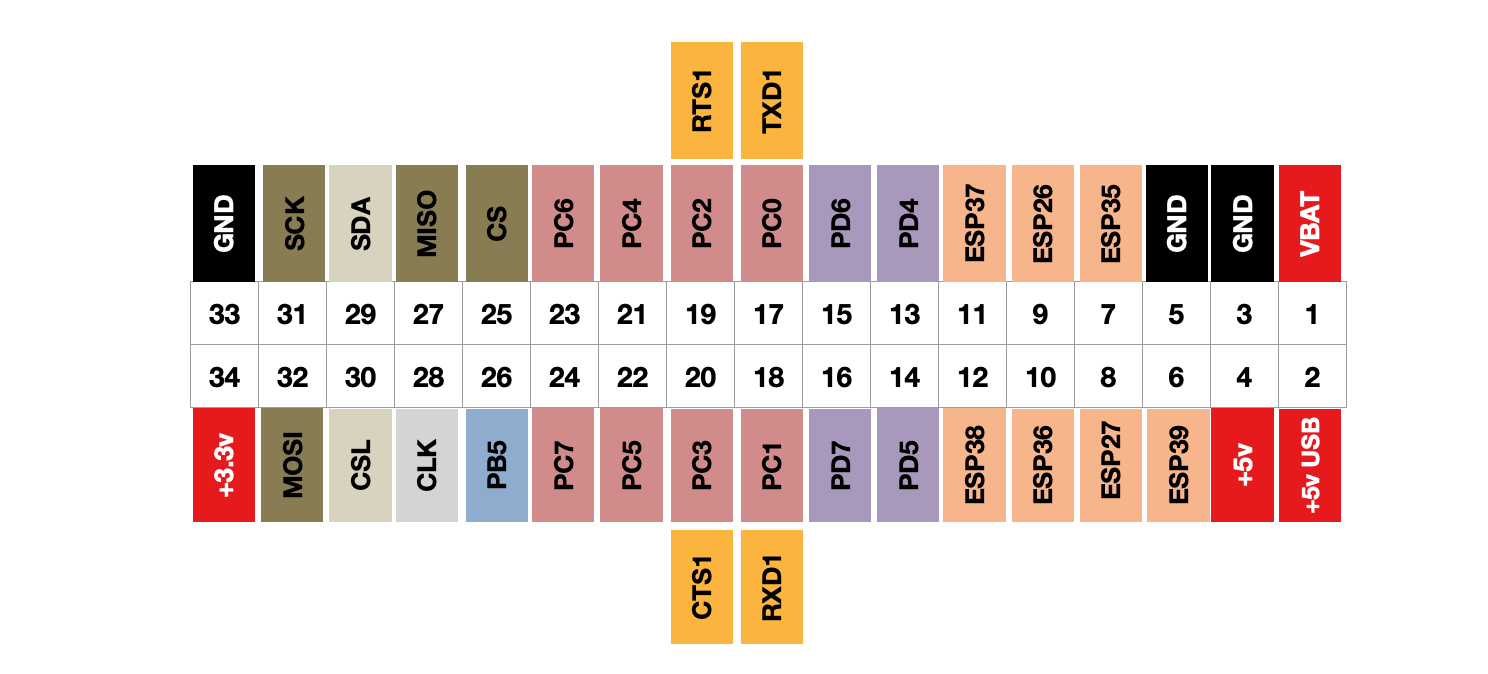 RTS1 TXD1
GND SCK SDA MISO CS PC6 PC4 PC2 PC0 PD6 PD4 ESP37 ESP26 ESP35 GND GND VBAT
33 31 29 27 25 23 21 19 17 15 13 11 9 7 5 3 1
34 32 30 28 26 24 22 20 18 16 14 12 10 8 6 4 2
+3.3v MOSI CSL CLK PB5 PC7 PC5 PC3 PC1 PD7 PD5 ESP38 ESP36 ESP27 ESP39 +5v +5v USB
CTS1 RXD1